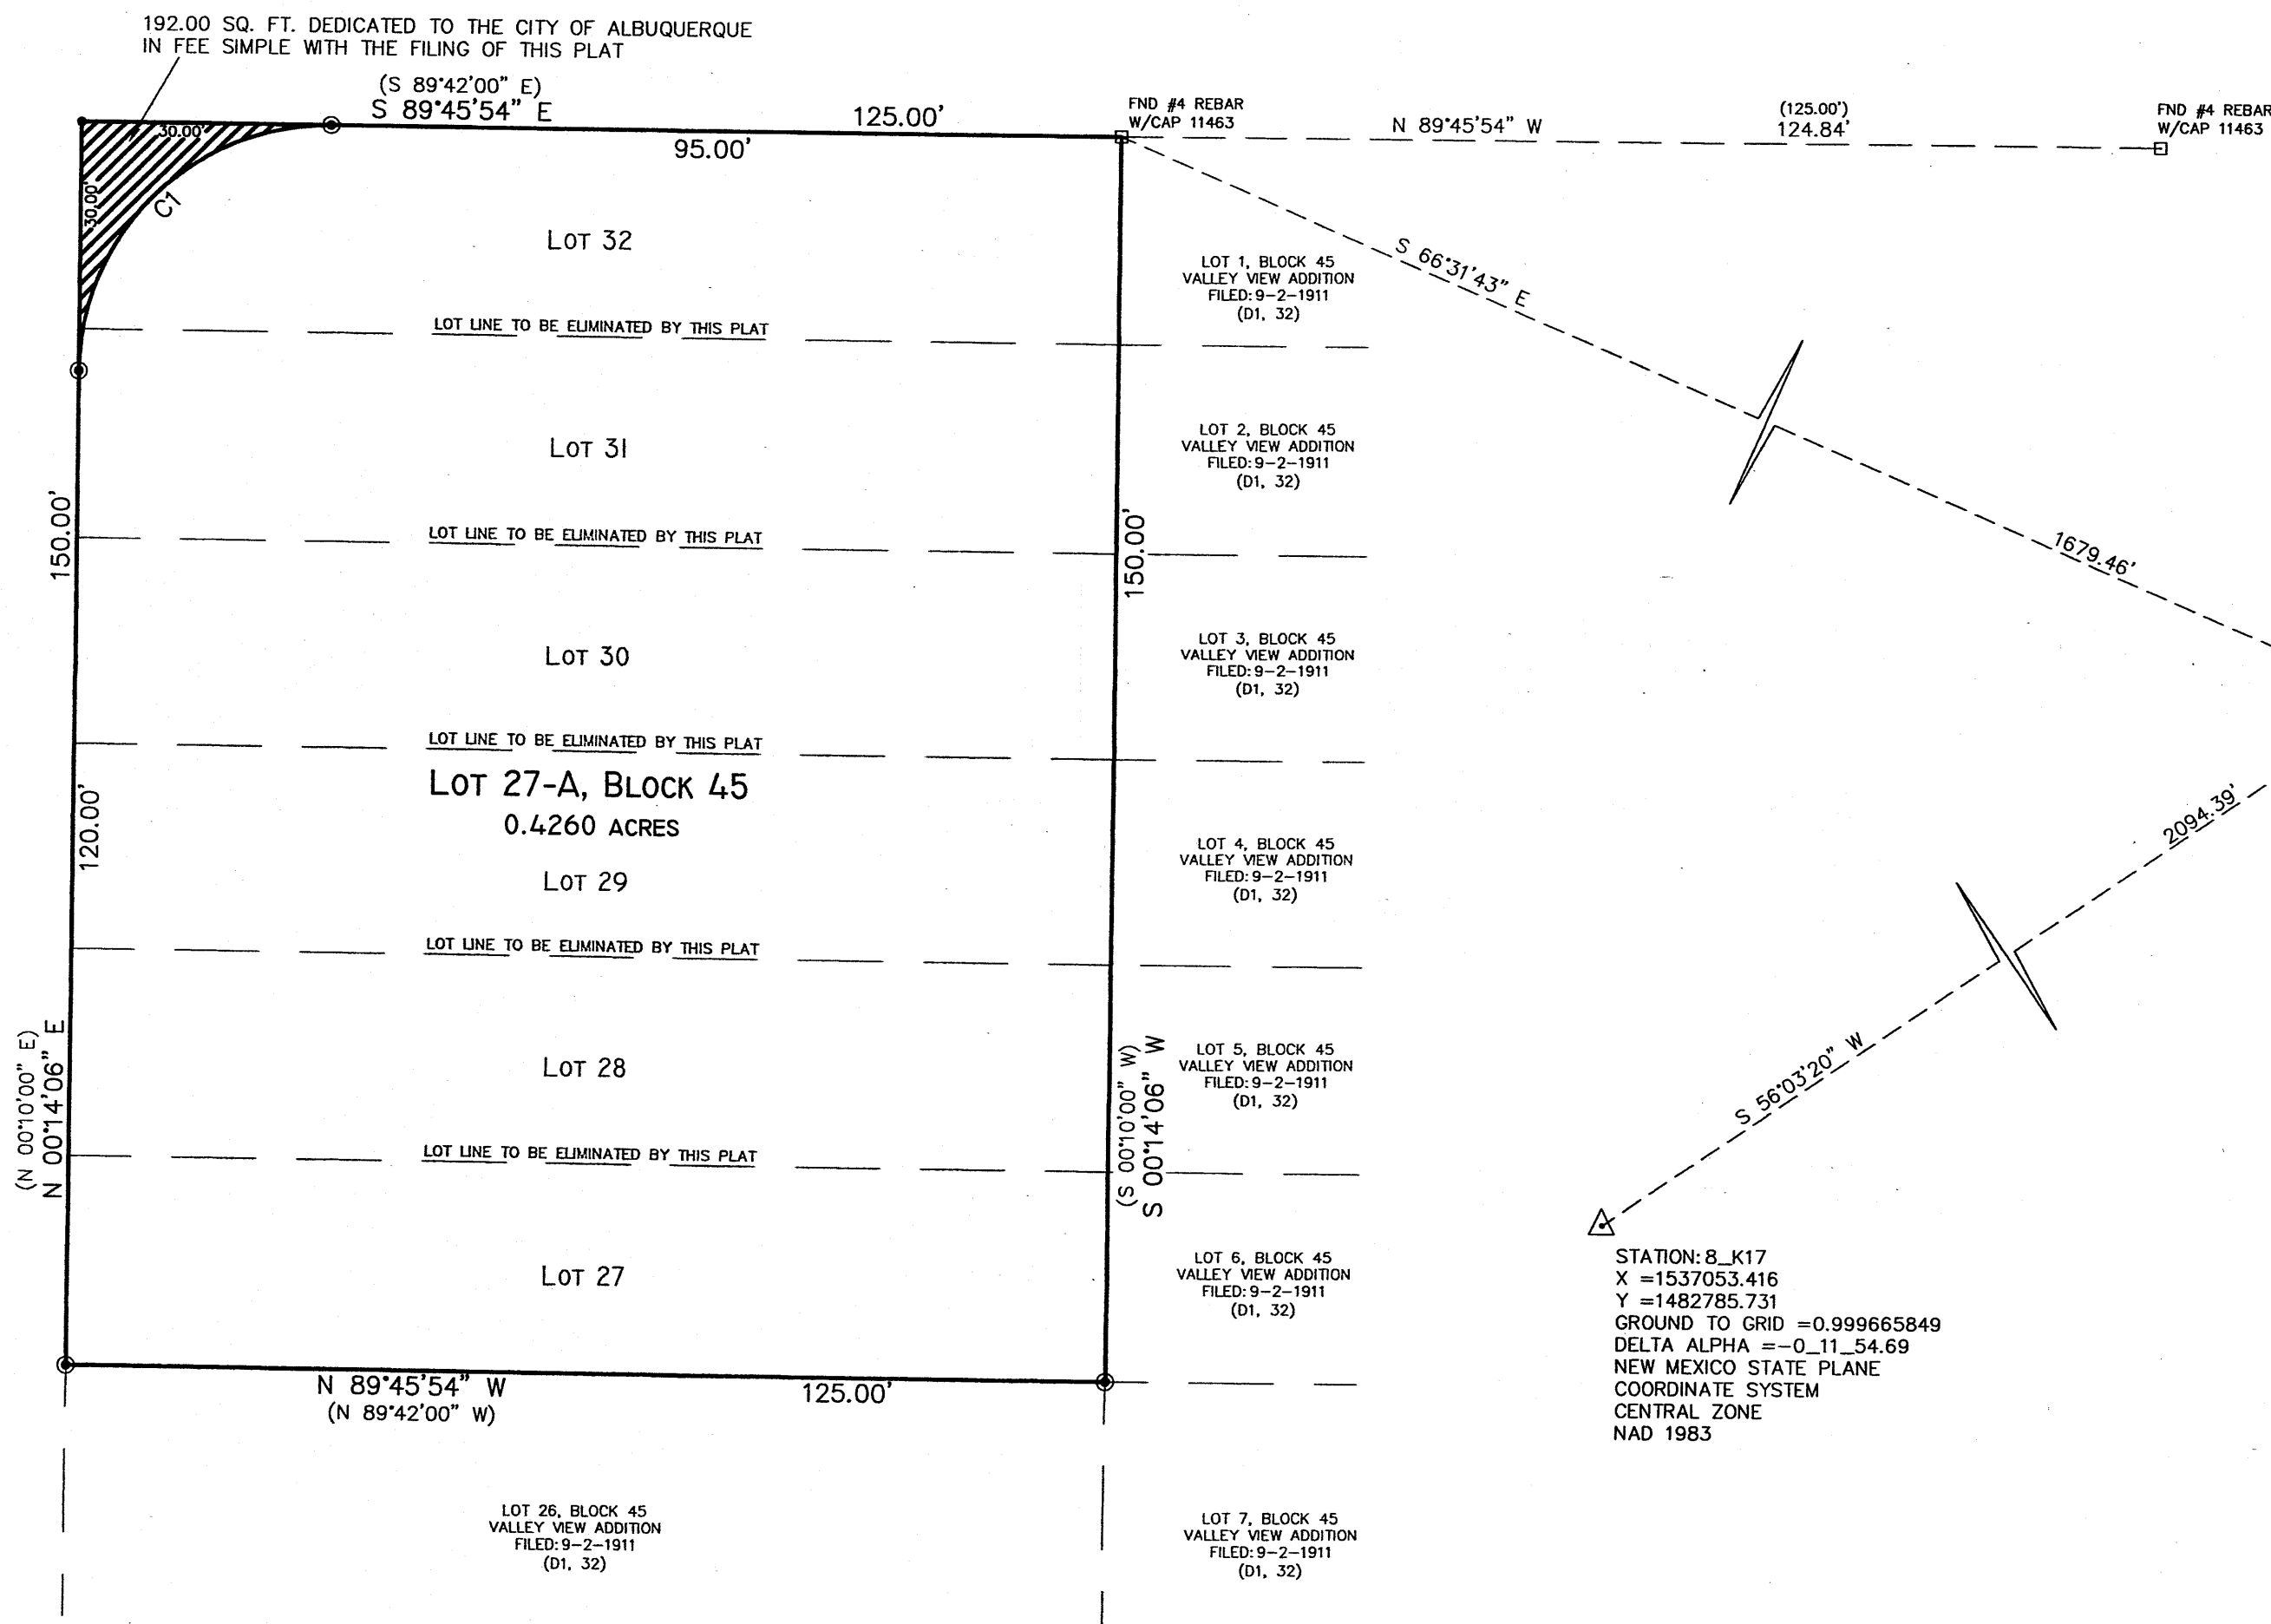 192.00 SQ. FT. DEDICATED TO THE CITY OF ALBUQUERQUE
IN FEE SIMPLE WITH THE FILING OF THIS PLAT
(S 89°42'00" E)
S 89°45'54" E
125.00'
30.00'
95.00'
30.00'
C1
FND #4 REBAR
W/CAP 11463
N 89°45'54" W
(125.00')
124.84'
FND #4 REBAR
W/CAP 11463
LOT 32
LOT 1, BLOCK 45
VALLEY VIEW ADDITION
FILED: 9-2-1911
(D1, 32)
S 66°31'43" E
1679.46'
LOT LINE TO BE ELIMINATED BY THIS PLAT
LOT 31
LOT 2, BLOCK 45
VALLEY VIEW ADDITION
FILED: 9-2-1911
(D1, 32)
150.00'
LOT LINE TO BE ELIMINATED BY THIS PLAT
150.00'
LOT 30
LOT 3, BLOCK 45
VALLEY VIEW ADDITION
FILED: 9-2-1911
(D1, 32)
LOT LINE TO BE ELIMINATED BY THIS PLAT
LOT 27-A, BLOCK 45
0.4260 ACRES
120.00'
LOT 29
LOT 4, BLOCK 45
VALLEY VIEW ADDITION
FILED: 9-2-1911
(D1, 32)
2094.39'
LOT LINE TO BE ELIMINATED BY THIS PLAT
(N 00°10'00" E)
N 00°14'06" E
LOT 28
(S 00°10'00" W)
S 00°14'06" W
LOT 5, BLOCK 45
VALLEY VIEW ADDITION
FILED: 9-2-1911
(D1, 32)
S 56°03'20" W
LOT LINE TO BE ELIMINATED BY THIS PLAT
LOT 27
LOT 6, BLOCK 45
VALLEY VIEW ADDITION
FILED: 9-2-1911
(D1, 32)
STATION: 8_K17
X =1537053.416
Y =1482785.731
GROUND TO GRID =0.999665849
DELTA ALPHA =-0_11_54.69
NEW MEXICO STATE PLANE
COORDINATE SYSTEM
CENTRAL ZONE
NAD 1983
N 89°45'54" W
(N 89°42'00" W)
125.00'
LOT 26, BLOCK 45
VALLEY VIEW ADDITION
FILED: 9-2-1911
(D1, 32)
LOT 7, BLOCK 45
VALLEY VIEW ADDITION
FILED: 9-2-1911
(D1, 32)